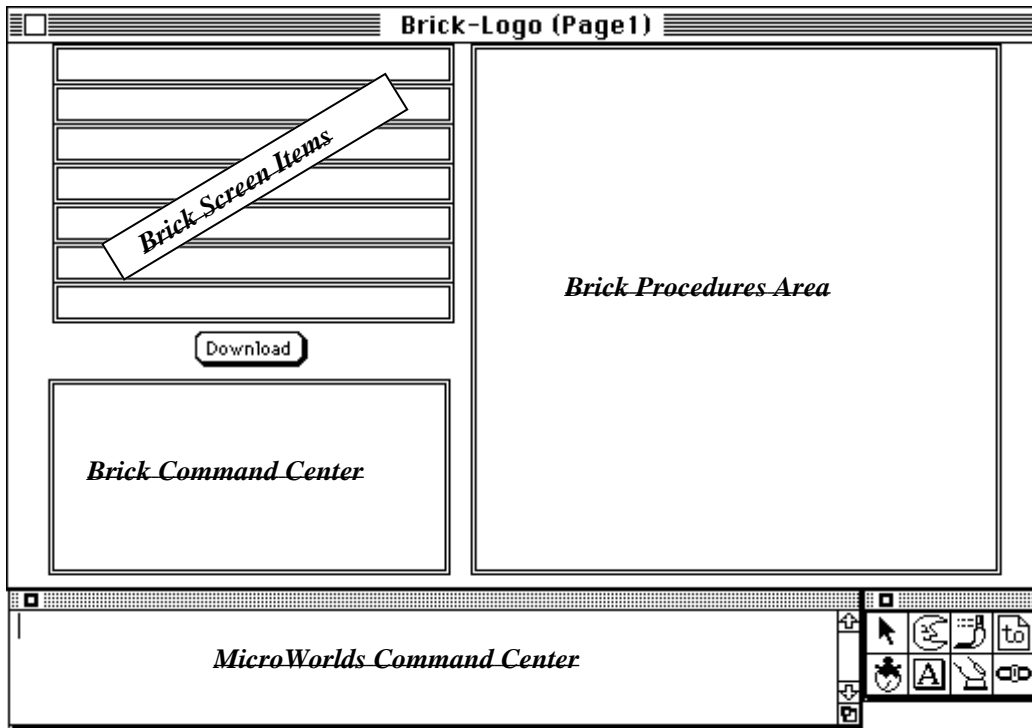 Brick-Logo (Page1)
Brick Screen Items
Brick Procedures Area
Download
Brick Command Center
MicroWorlds Command Center
to
A